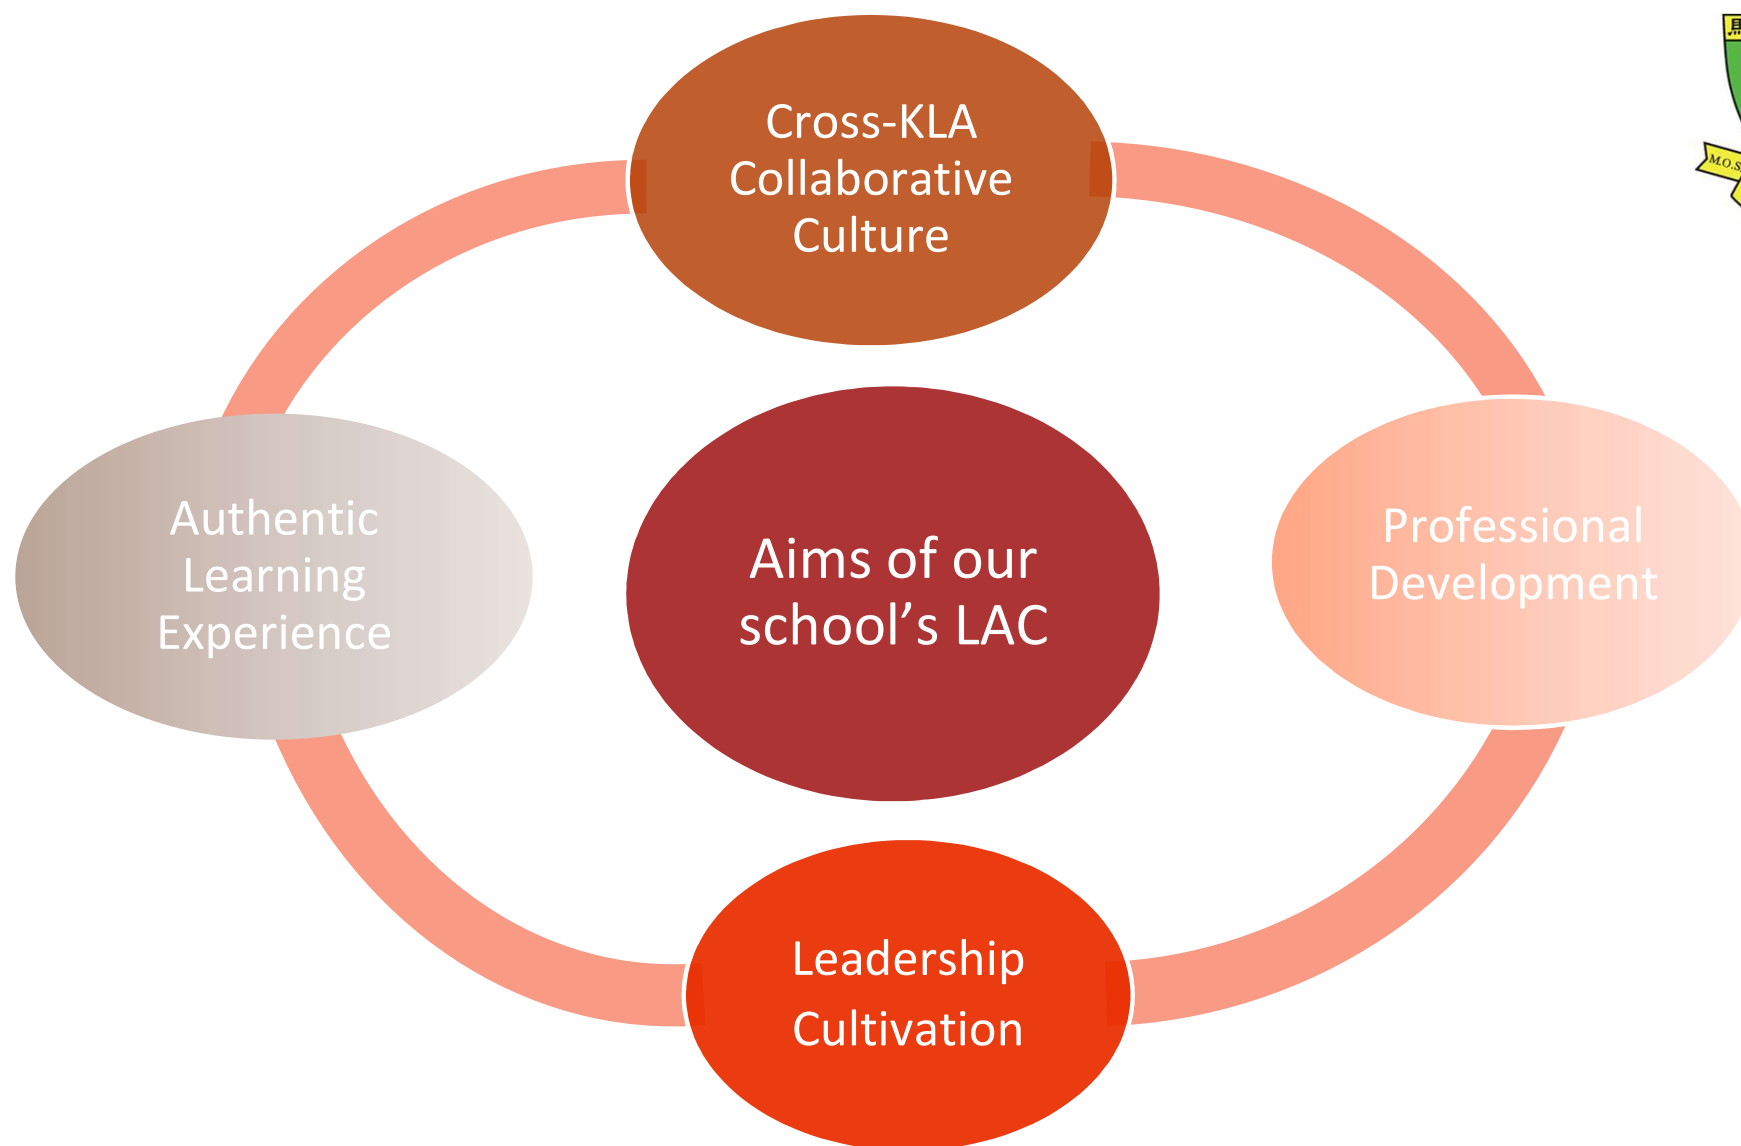 Cross-KLA
Collaborative
Culture
M.O.S.
Authentic
Learning
Experience
Aims of our
school’s LAC
Professional
Development
Leadership
Cultivation